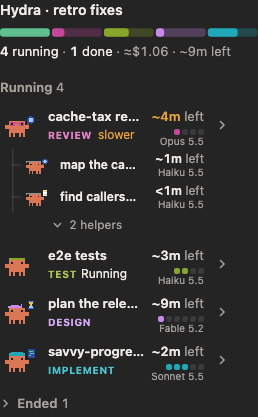 Hydra · retro fixes
4 running · 1 done · ≈$1.06 · ~9m left
Running 4
cache-tax re... ~4m left
REVIEW slower Opus 5.5
map the ca... ~1m left
Haiku 5.5
find callers... <1m left
Haiku 5.5
2 helpers
e2e tests ~3m left
TEST Running Haiku 5.5
plan the rele... ~9m left
DESIGN Fable 5.2
savvy-progre... ~2m left
IMPLEMENT Sonnet 5.5
Ended 1